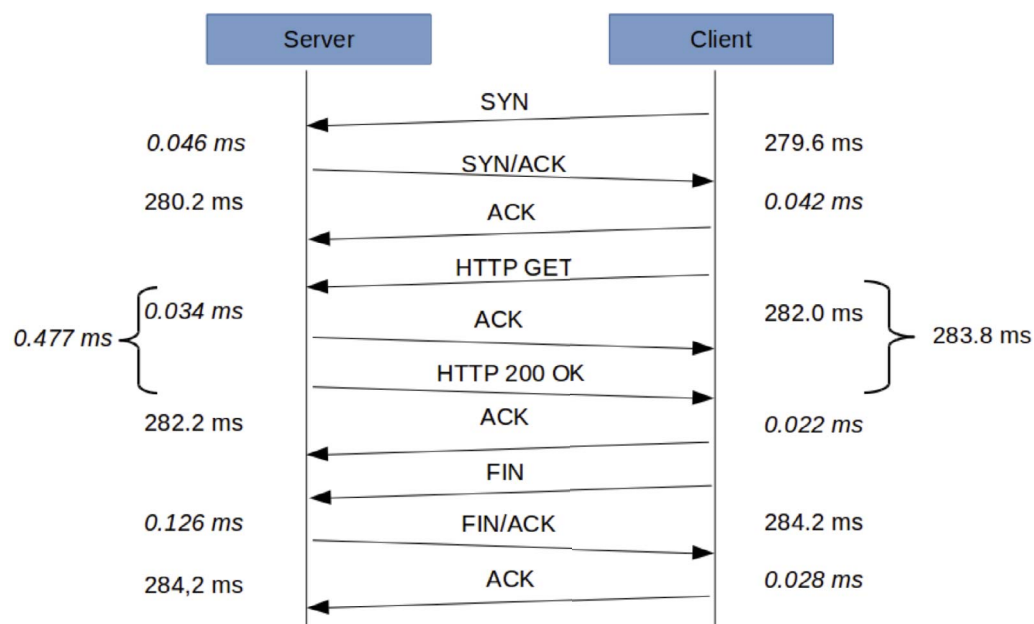 Server
Client
SYN
0.046 ms
279.6 ms
SYN/ACK
280.2 ms
0.042 ms
ACK
HTTP GET
0.034 ms
282.0 ms
ACK
0.477 ms
283.8 ms
HTTP 200 OK
282.2 ms
ACK
0.022 ms
FIN
0.126 ms
FIN/ACK
284.2 ms
284,2 ms
ACK
0.028 ms